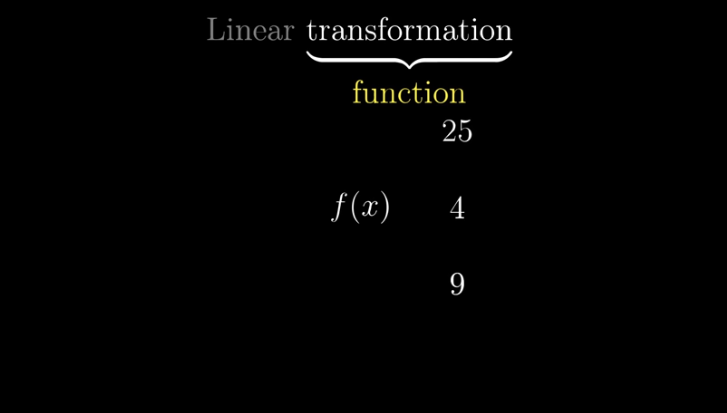 Linear transformation
function
25
f(x) 4
9